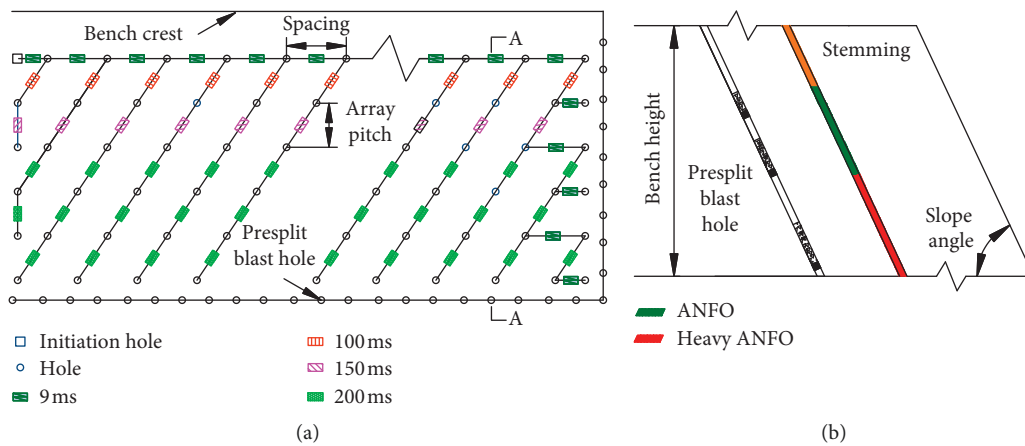 Bench crest
Spacing
A
Array
pitch
Presplit
blast hole
A
Initiation hole
Hole
9 ms
100 ms
150 ms
200 ms
(a)
Stemming
Bench height
Presplit
blast
hole
Slope
angle
ANFO
Heavy ANFO
(b)